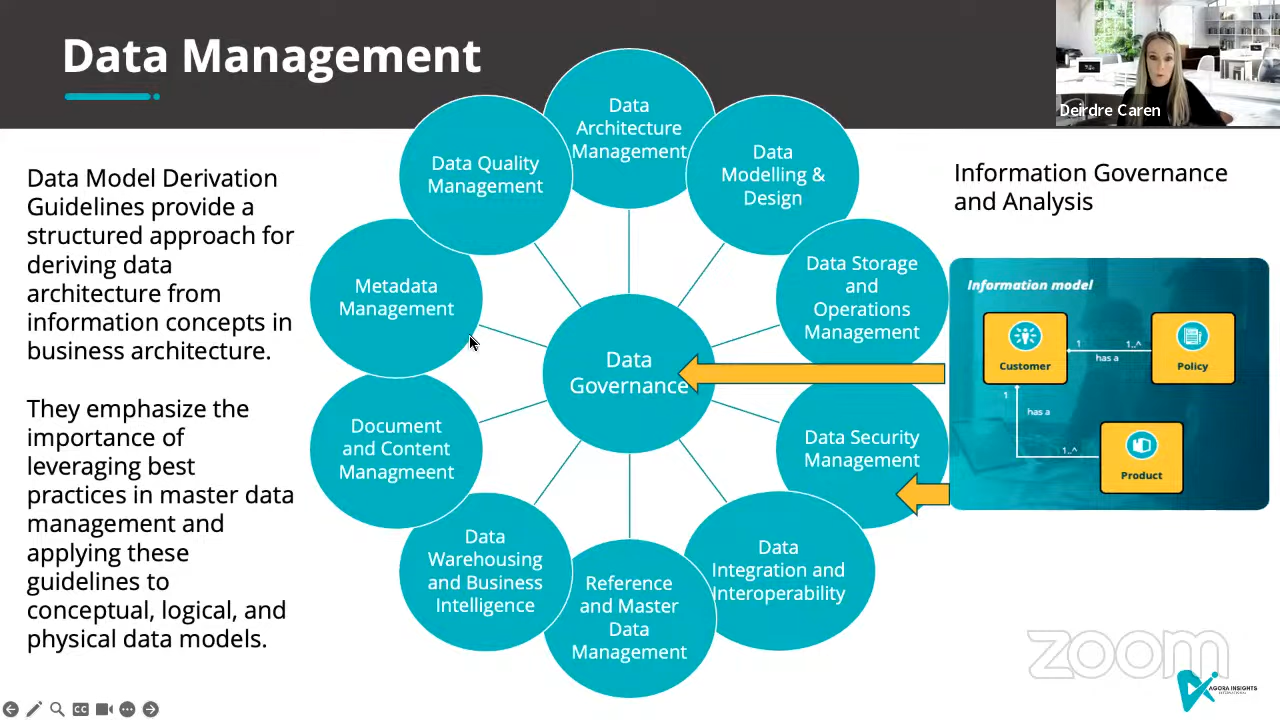 Data Management
Deirdre Caren
Data Model Derivation
Guidelines provide a
structured approach for
deriving data
architecture from
information concepts in
business architecture.
They emphasize the
importance of
leveraging best
practices in master data
management and
applying these
guidelines to
conceptual, logical, and
physical data models.
Data
Architecture
Management
Data Quality
Management
Data
Modelling &
Design
Metadata
Management
Data Storage
and
Operations
Management
Data
Governance
Document
and Content
Managmeent
Data Security
Management
Data
Warehousing
and Business
Intelligence
Reference
and Master
Data
Management
Data
Integration and
Interoperability
Information Governance
and Analysis
Information model
Customer
1
1..^
has a
Policy
1
has a
1..^
Product
zoom
AGORA INSIGHTS
CC